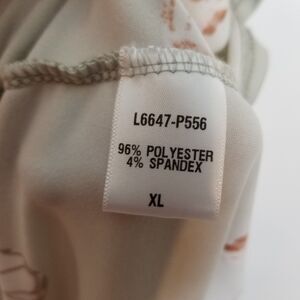 L6647-P556
96% POLYESTER
4% SPANDEX
XL